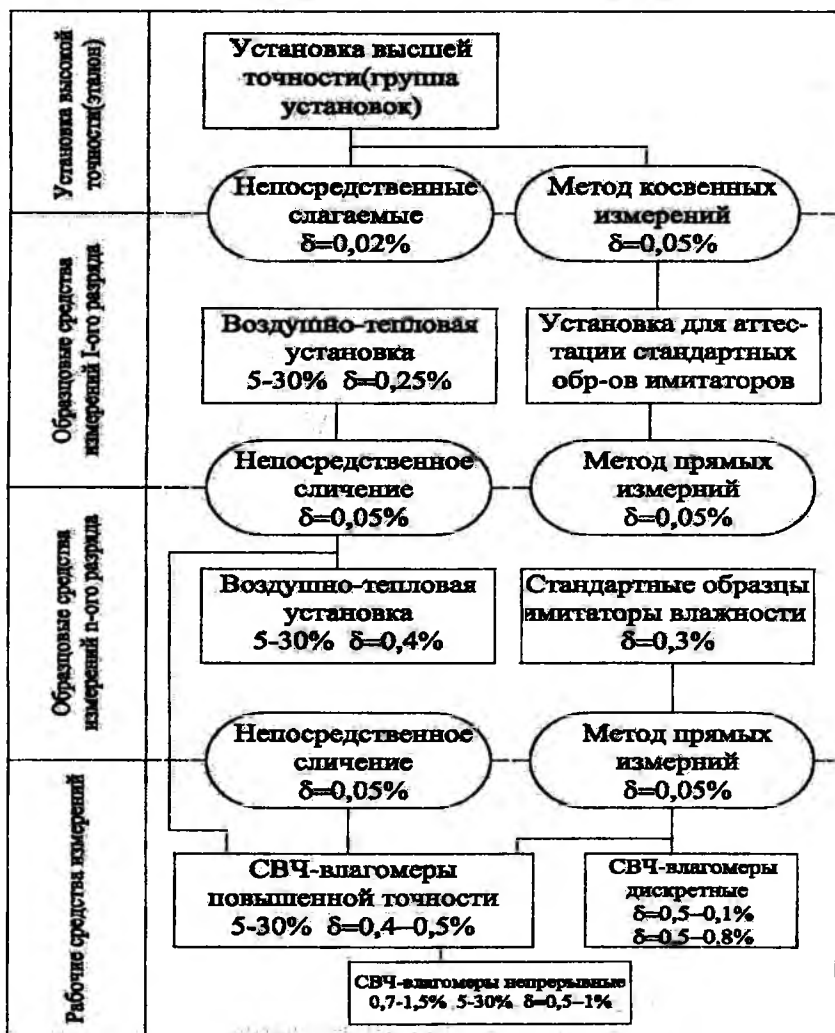 Установка высокой
точности(эталон)
Установка высшей
точности(группа
установок)
Непосредственные
слагаемые
δ=0,02%
Метод косвенных
измерений
δ=0,05%
Образцовые средства
измерений I-ого разряда
Воздушно-тепловая
установка
5-30% δ=0,25%
Установка для аттес-
тации стандартных
обр-ов имитаторов
Непосредственное
сличение
δ=0,05%
Метод прямых
измерний
δ=0,05%
Образцовые средства
измерений п-ого разряда
Воздушно-тепловая
установка
5-30% δ=0,4%
Стандартные образцы
имитаторы влажности
δ=0,3%
Непосредственное
сличение
δ=0,05%
Метод прямых
измерний
δ=0,05%
Рабочие средства измерений
СВЧ-влагомеры
повышенной точности
5-30% δ=0,4–0,5%
СВЧ-влагомеры
дискретные
δ=0,5–0,1%
δ=0,5–0,8%
СВЧ-влагомеры непрерывные
0,7-1,5% 5-30% δ=0,5–1%